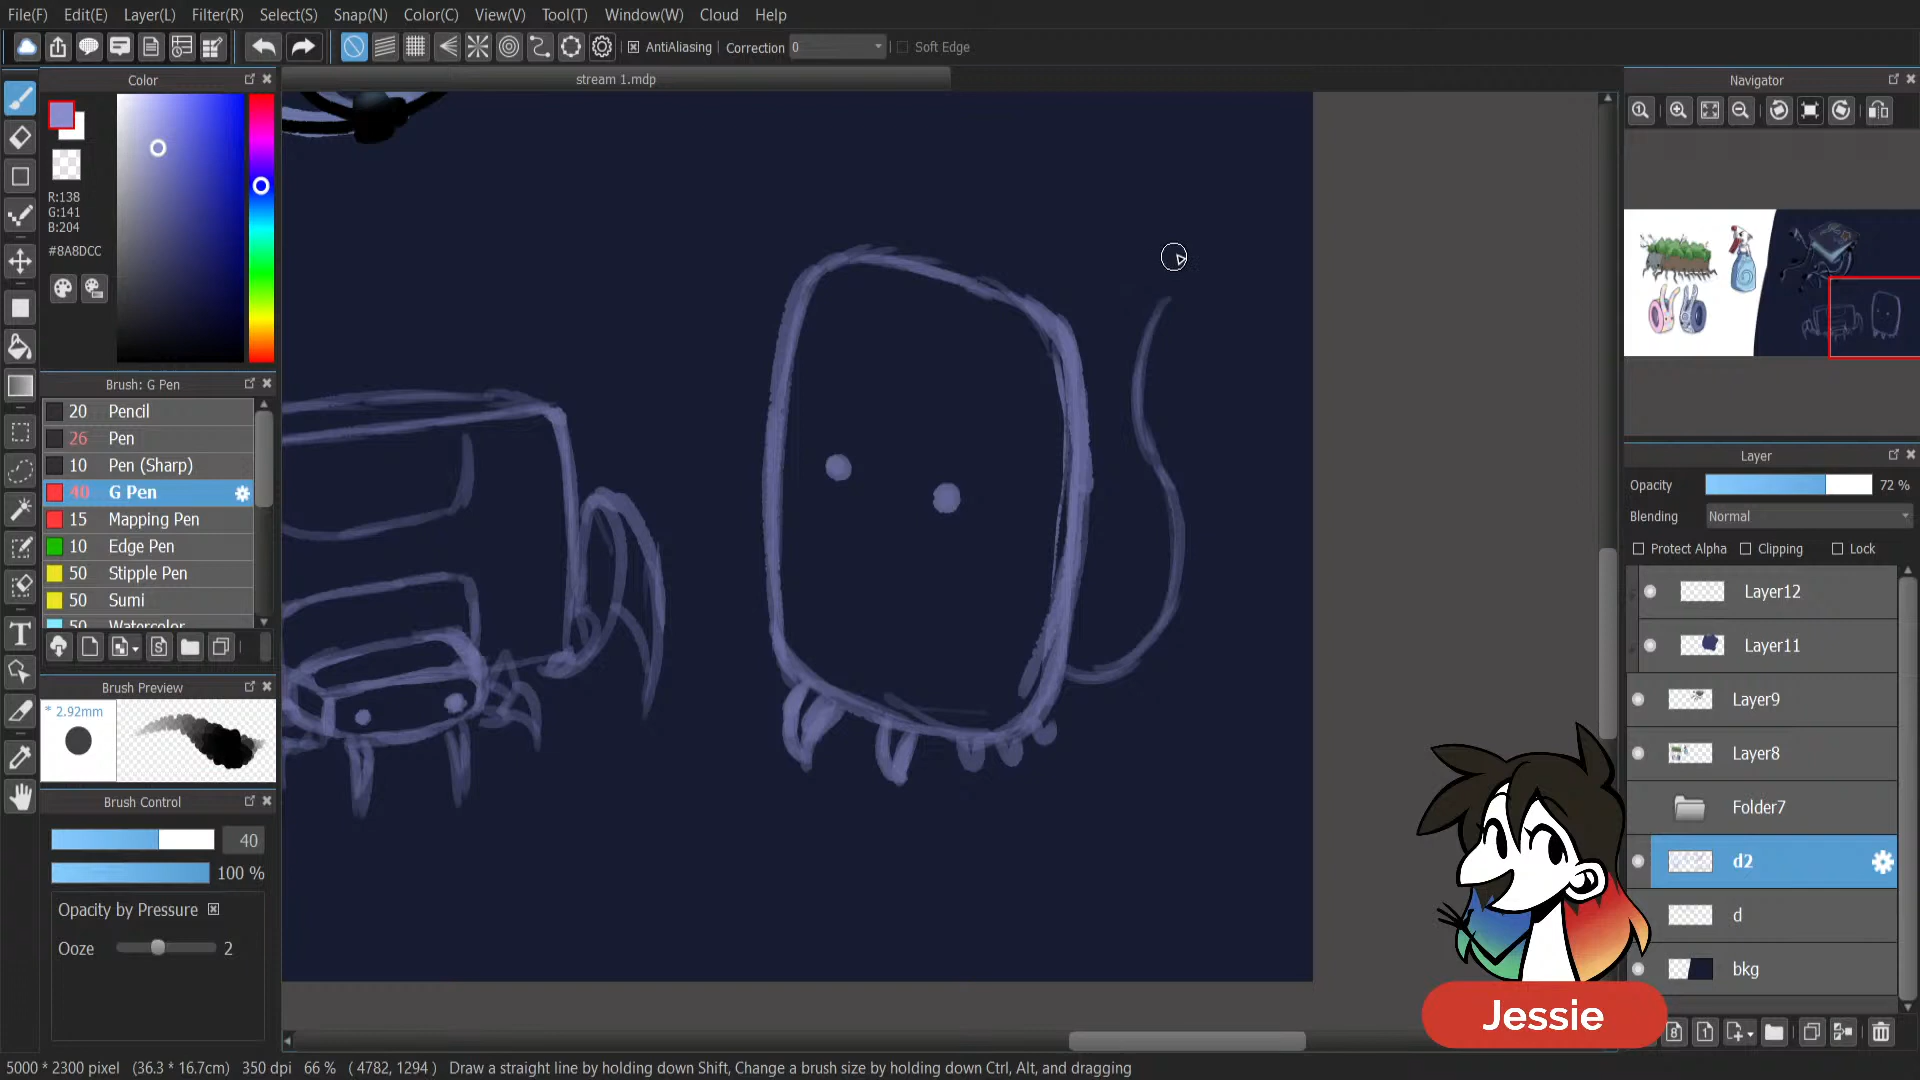 File(F) Edit(E) Layer(L) Filter(R) Select(S) Snap(N) Color(C) View(V) Tool(T) Window(W) Cloud Help
AntiAliasing Correction 0 Soft Edge
Color
stream 1.mdp
Navigator
R:138
G:141
B:204
#8A8DCC
Brush: G Pen
20 Pencil
26 Pen
10 Pen (Sharp)
40 G Pen
15 Mapping Pen
10 Edge Pen
50 Stipple Pen
50 Sumi
50 Watercolor
Brush Preview
* 2.92mm
Brush Control
40
100 %
Opacity by Pressure
Ooze 2
Layer
Opacity 72 %
Blending Normal
Protect Alpha Clipping Lock
Layer12
Layer11
Layer9
Layer8
Folder7
d2
d
bkg
Jessie
8 1
5000 * 2300 pixel (36.3 * 16.7cm) 350 dpi 66 % ( 4782, 1294 ) Draw a straight line by holding down Shift, Change a brush size by holding down Ctrl, Alt, and dragging